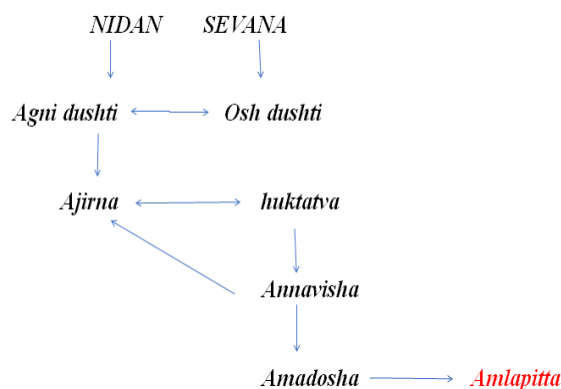 NIDAN SEVANA
Agni dushti Osh dushti
Ajirna huktatva
Annavisha
Amadosha Amlapitta